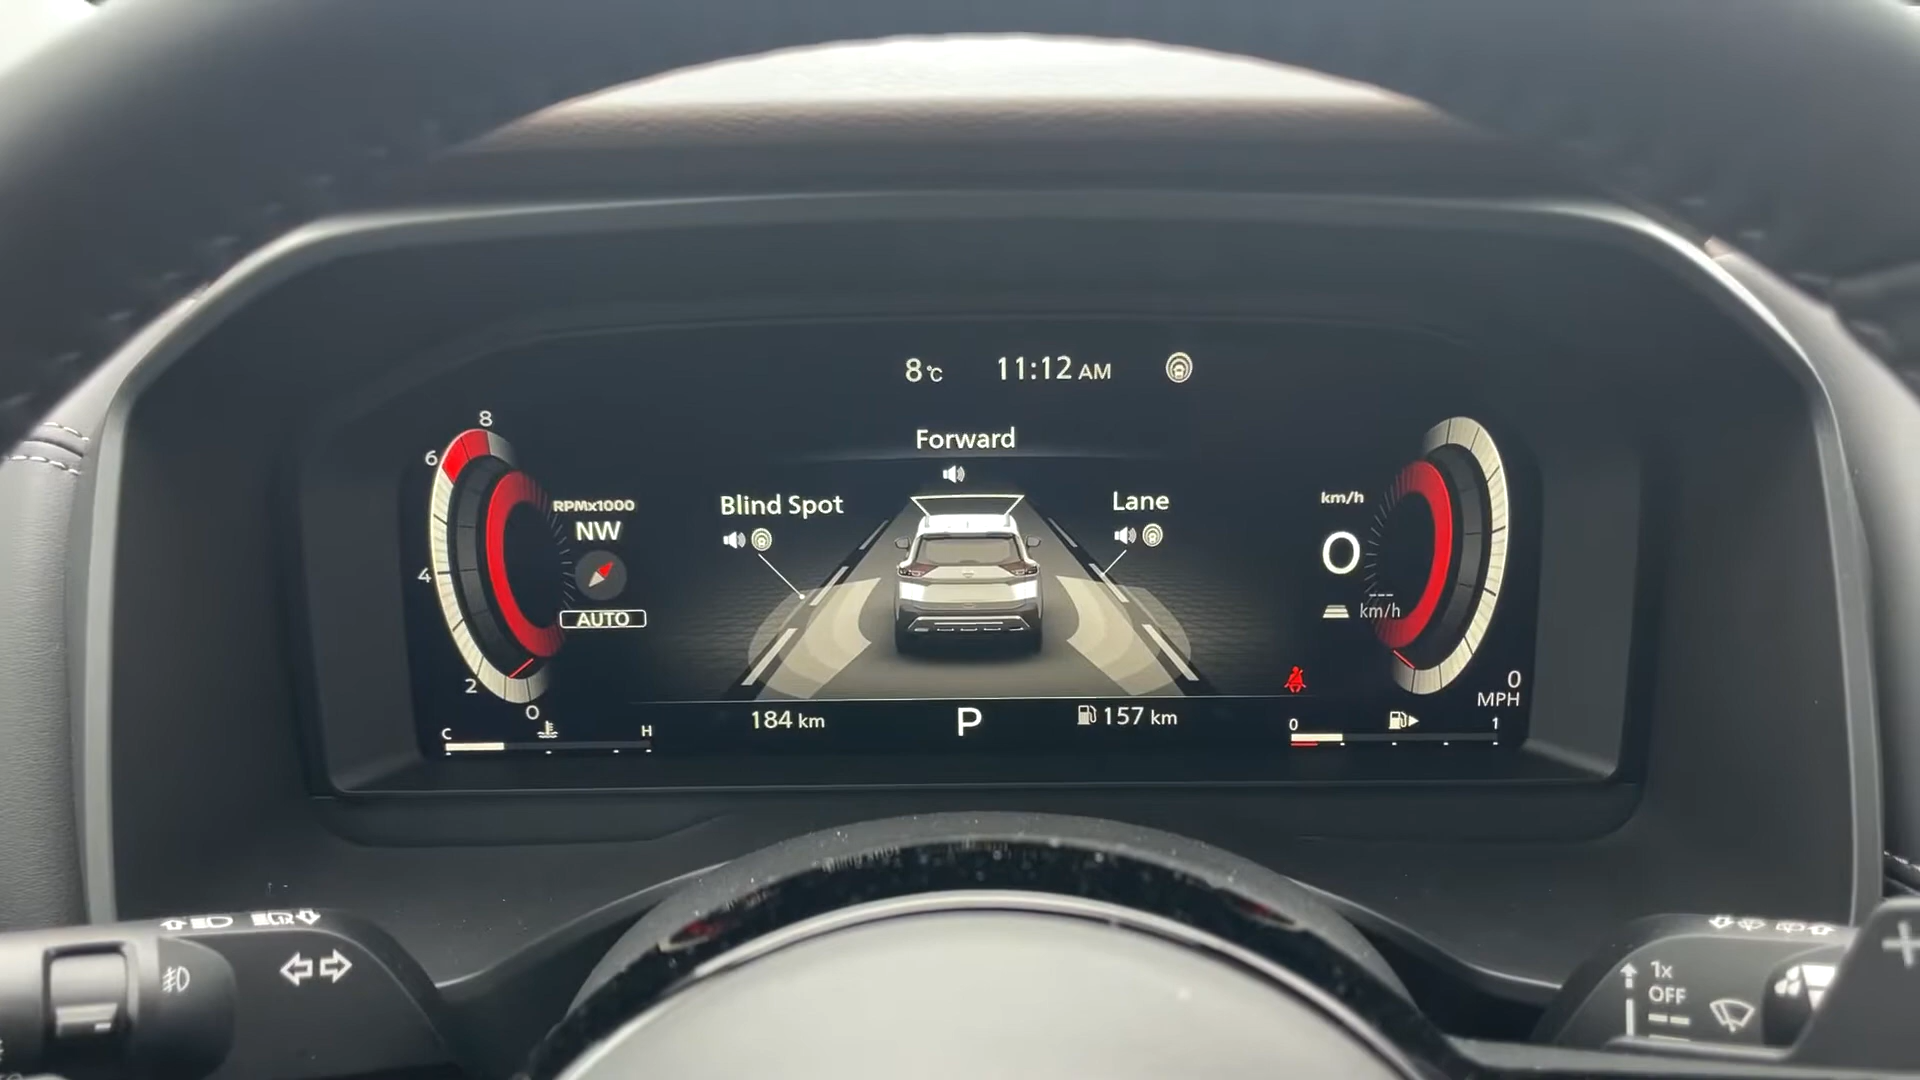 8°C 11:12 AM
Forward
Blind Spot
Lane
8
6
4
2
0
RPMx1000
NW
AUTO
km/h
0
---
km/h
0
MPH
C H
184 km
P
157 km
0 1
1x
OFF
+